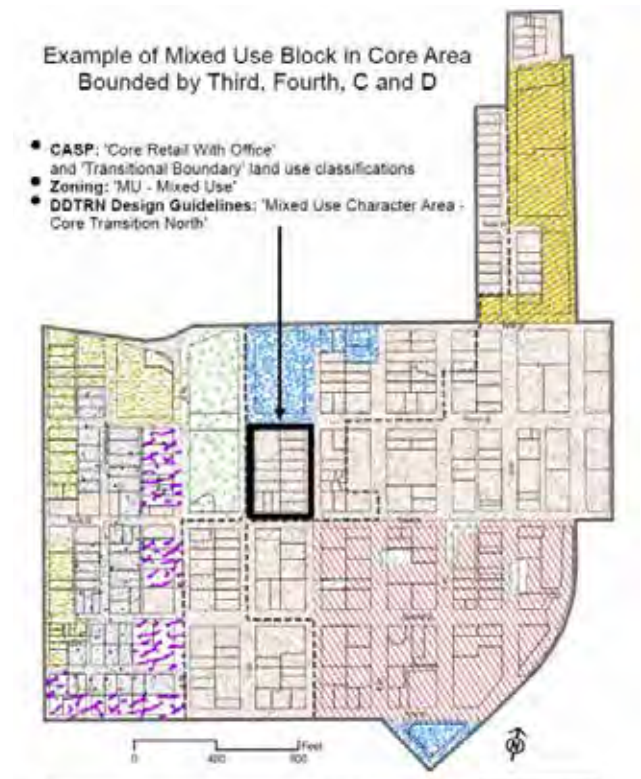 Example of Mixed Use Block in Core Area
Bounded by Third, Fourth, C and D
• CASP: 'Core Retail With Office'
and 'Transitional Boundary' land use classifications
• Zoning: 'MU - Mixed Use'
• DDTRN Design Guidelines: 'Mixed Use Character Area -
Core Transition North'
Feet
0 400 800
N